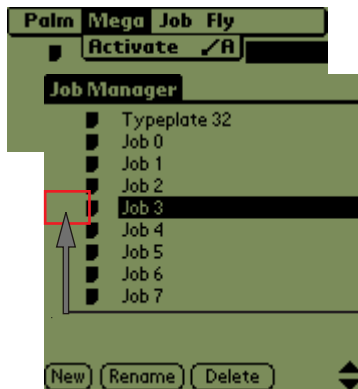 Palm Mega Job Fly
Activate ∕A
Job Manager
Typeplate 32
Job 0
Job 1
Job 2
Job 3
Job 4
Job 5
Job 6
Job 7
New Rename Delete